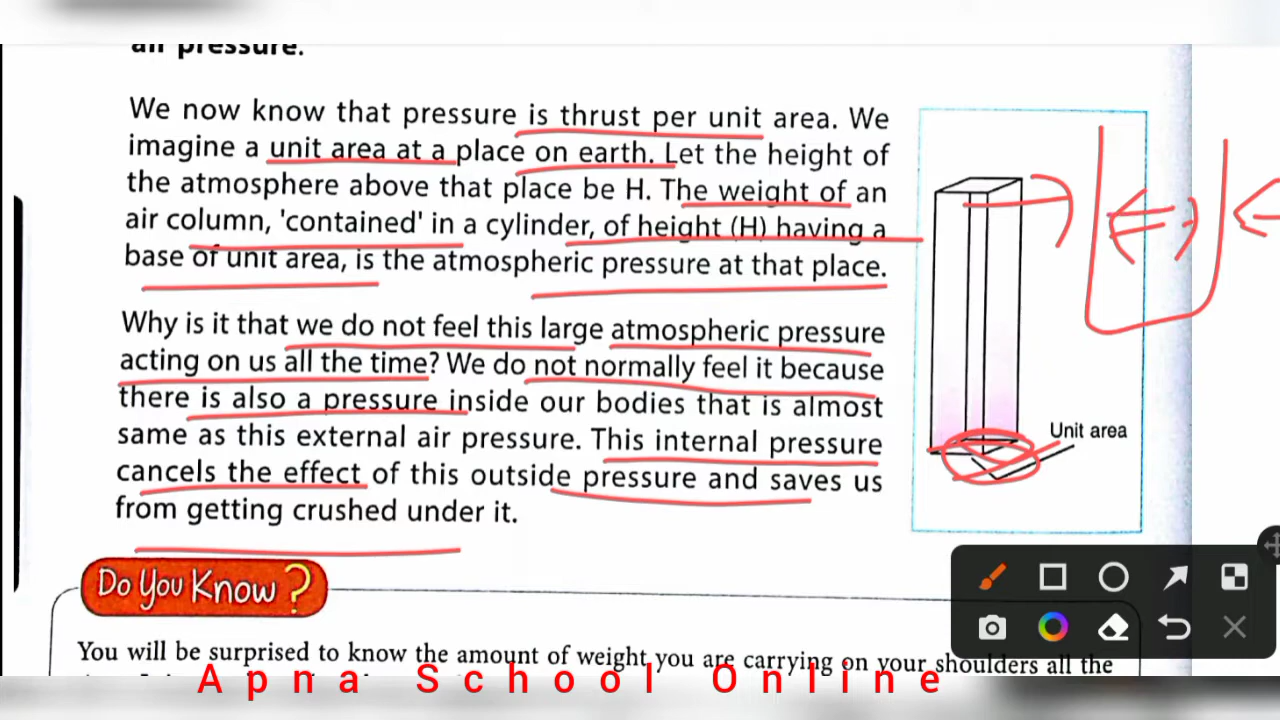 air pressure.
We now know that pressure is thrust per unit area. We
imagine a unit area at a place on earth. Let the height of
the atmosphere above that place be H. The weight of an
air column, 'contained' in a cylinder, of height (H) having a
base of unit area, is the atmospheric pressure at that place.
Why is it that we do not feel this large atmospheric pressure
acting on us all the time? We do not normally feel it because
there is also a pressure inside our bodies that is almost
same as this external air pressure. This internal pressure
cancels the effect of this outside pressure and saves us
from getting crushed under it.
Unit area
Do You Know?
You will be surprised to know the amount of weight you are carrying on your shoulders all the
Apna School Online